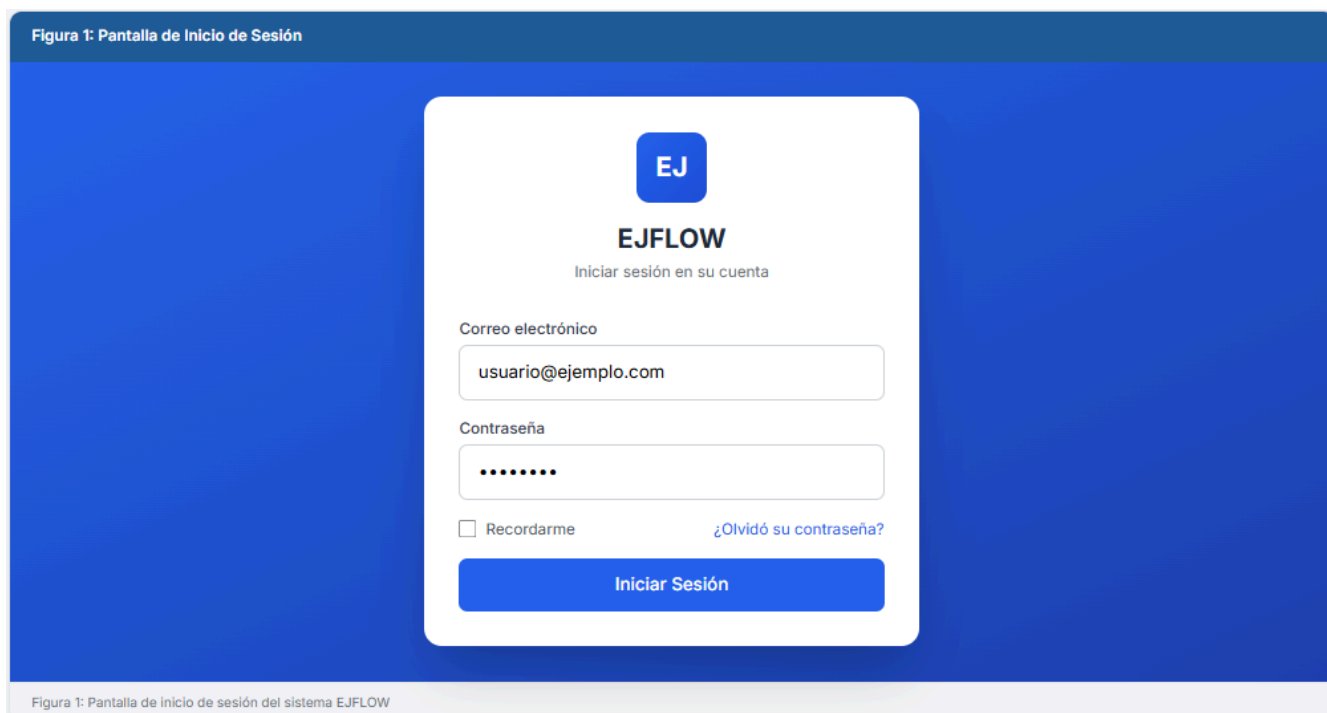 Figura 1: Pantalla de Inicio de Sesión
EJ
EJFLOW
Iniciar sesión en su cuenta
Correo electrónico
usuario@ejemplo.com
Contraseña
••••••••
Recordarme ¿Olvidó su contraseña?
Iniciar Sesión
Figura 1: Pantalla de inicio de sesión del sistema EJFLOW